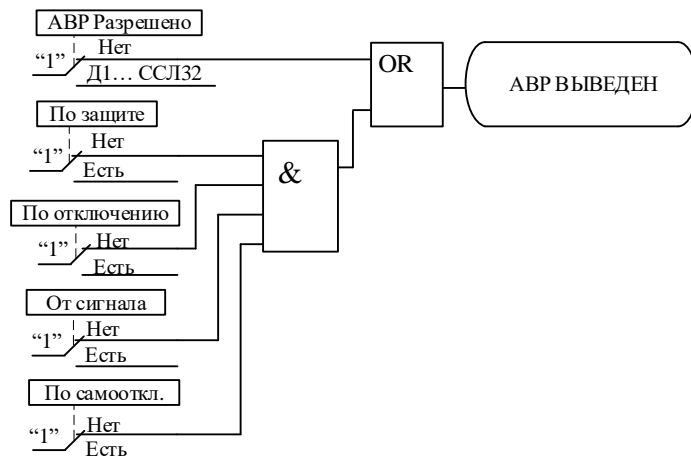 АВР Разрешено
Нет
“1”
Д1... ССЛ32
OR
АВР ВЫВЕДЕН
По защите
Нет
“1”
Есть
&
По отключению
Нет
“1”
Есть
От сигнала
Нет
“1”
Есть
По самооткл.
Нет
“1”
Есть